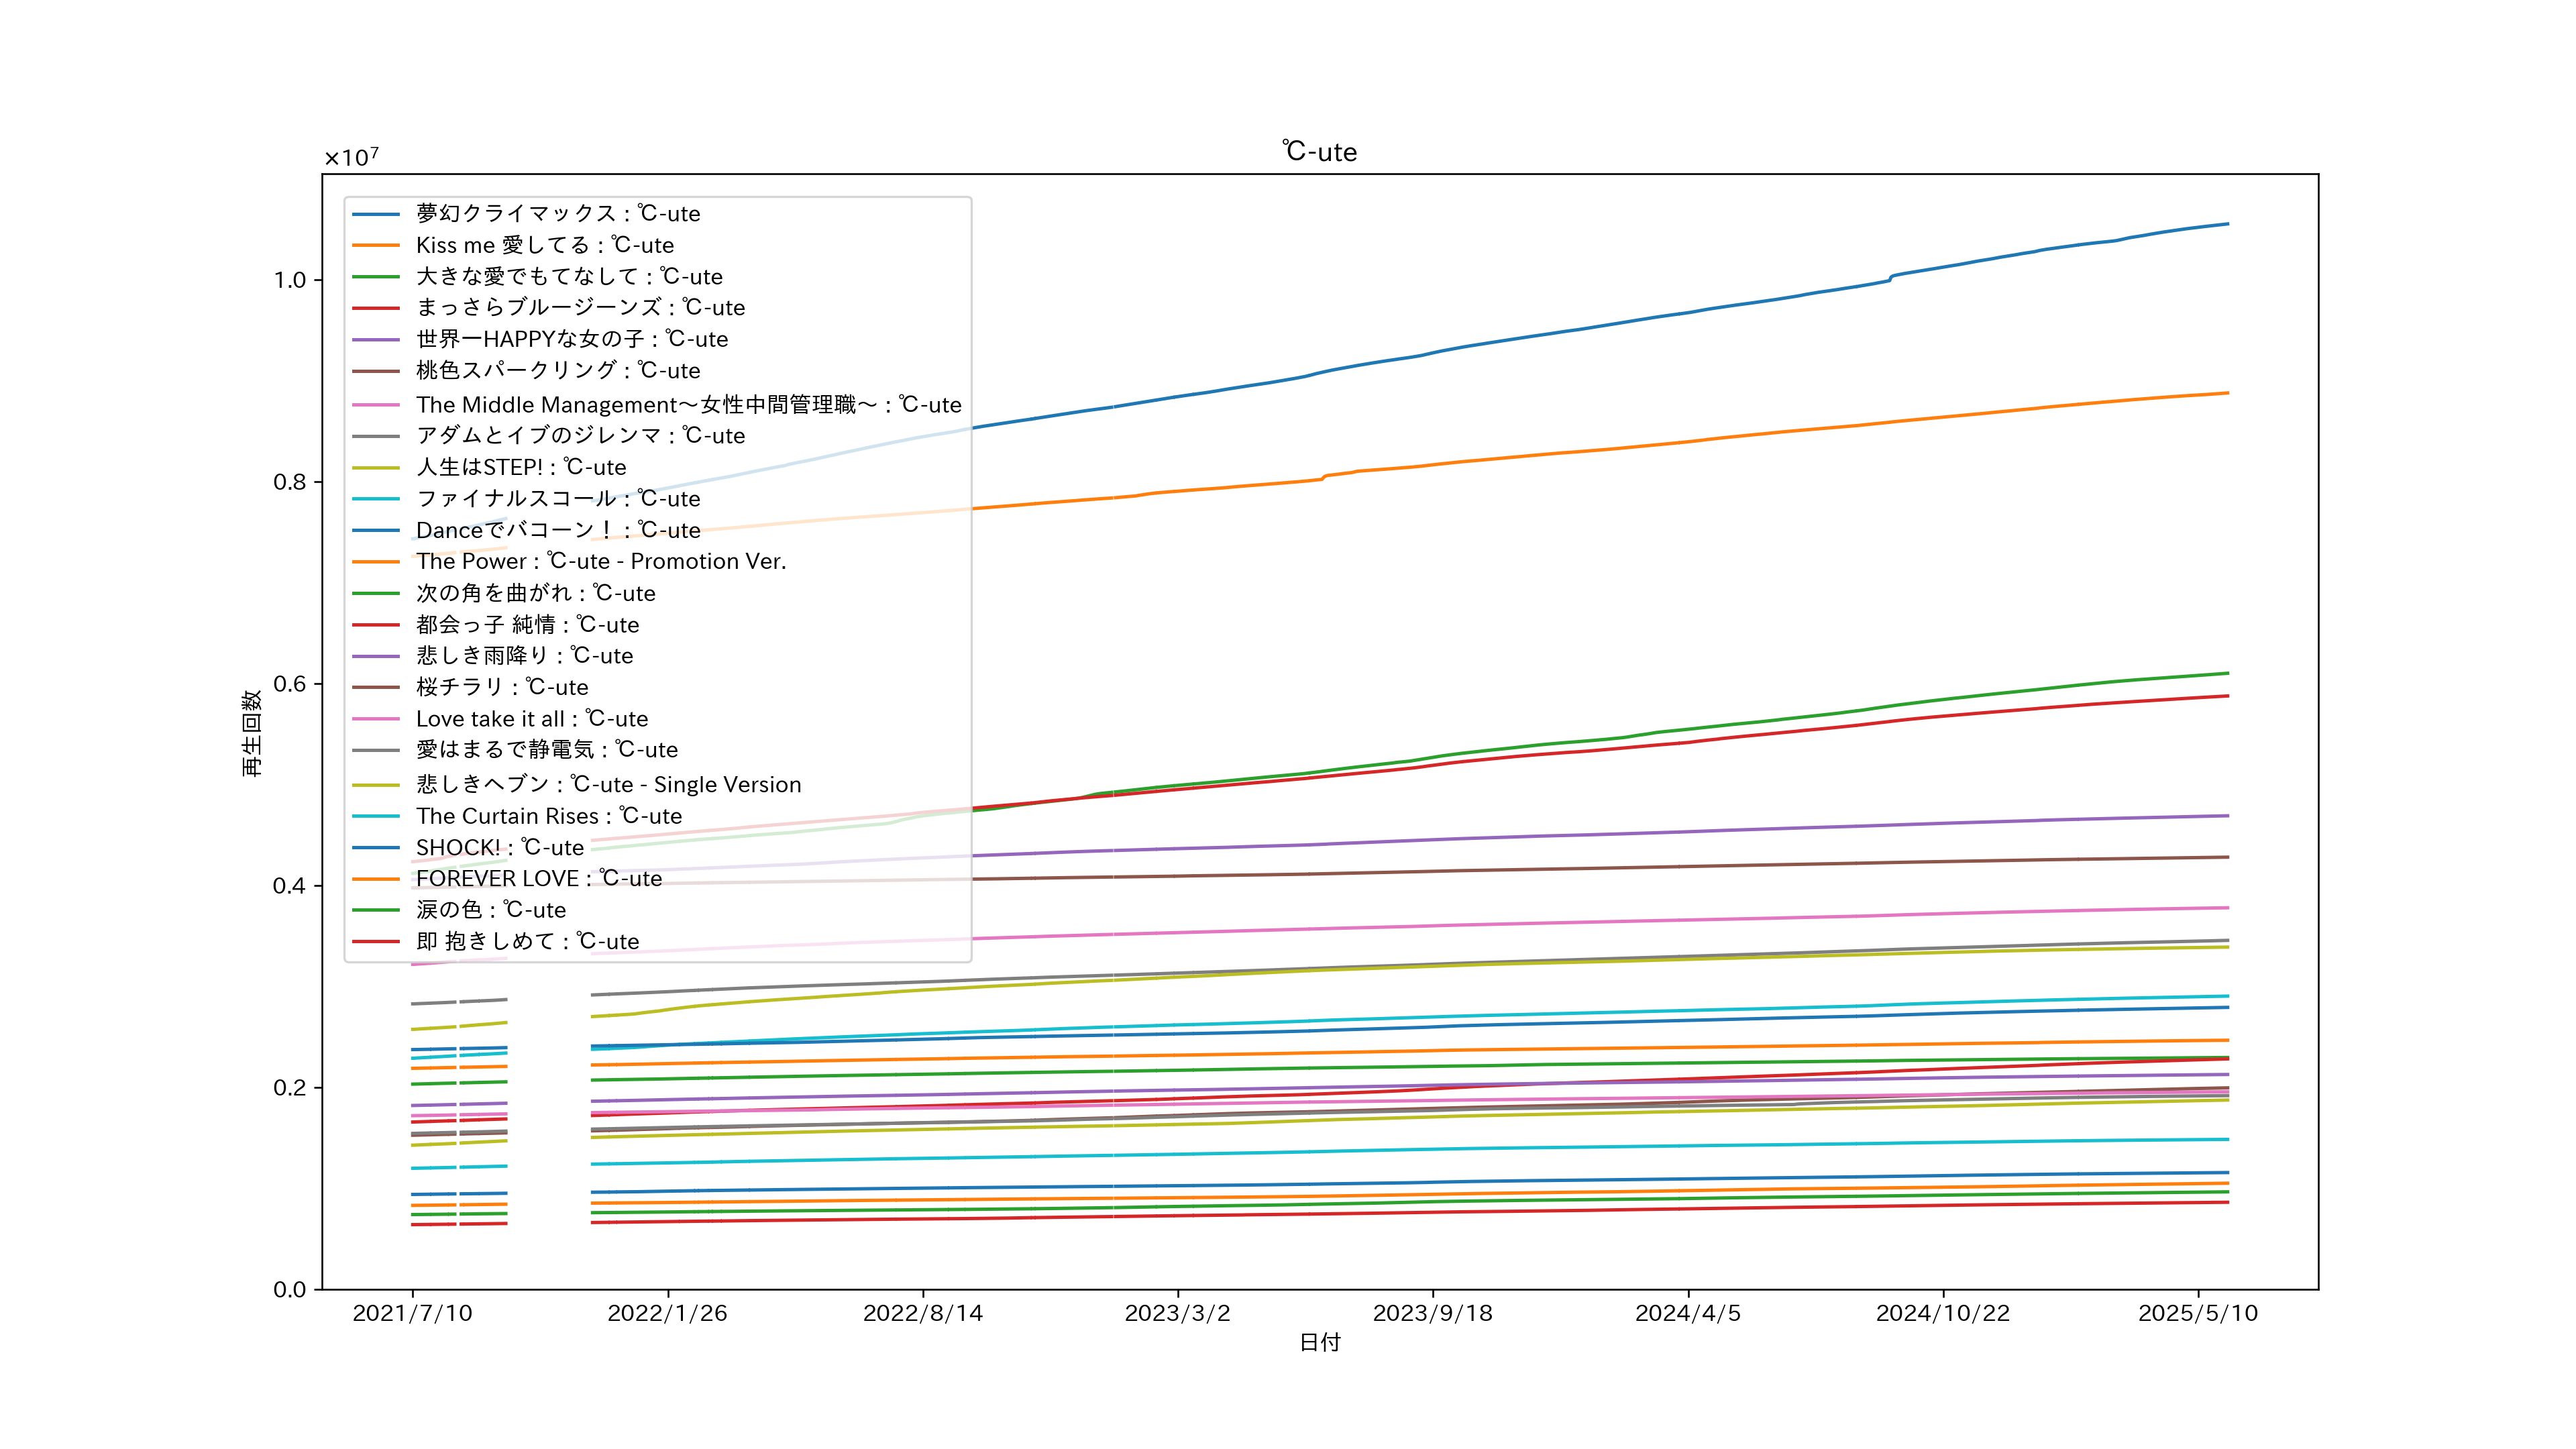 ℃-ute
×10⁷
夢幻クライマックス : ℃-ute
Kiss me 愛してる : ℃-ute
大きな愛でもてなして : ℃-ute
まっさらブルージーンズ : ℃-ute
世界一HAPPYな女の子 : ℃-ute
桃色スパークリング : ℃-ute
The Middle Management〜女性中間管理職〜 : ℃-ute
アダムとイブのジレンマ : ℃-ute
人生はSTEP! : ℃-ute
ファイナルスコール : ℃-ute
Danceでバコーン！ : ℃-ute
The Power : ℃-ute - Promotion Ver.
次の角を曲がれ : ℃-ute
都会っ子 純情 : ℃-ute
悲しき雨降り : ℃-ute
桜チラリ : ℃-ute
Love take it all : ℃-ute
愛はまるで静電気 : ℃-ute
悲しきヘブン : ℃-ute - Single Version
The Curtain Rises : ℃-ute
SHOCK! : ℃-ute
FOREVER LOVE : ℃-ute
涙の色 : ℃-ute
即 抱きしめて : ℃-ute
1.0
0.8
0.6
0.4
0.2
0.0
再生回数
2021/7/10
2022/1/26
2022/8/14
2023/3/2
2023/9/18
2024/4/5
2024/10/22
2025/5/10
日付